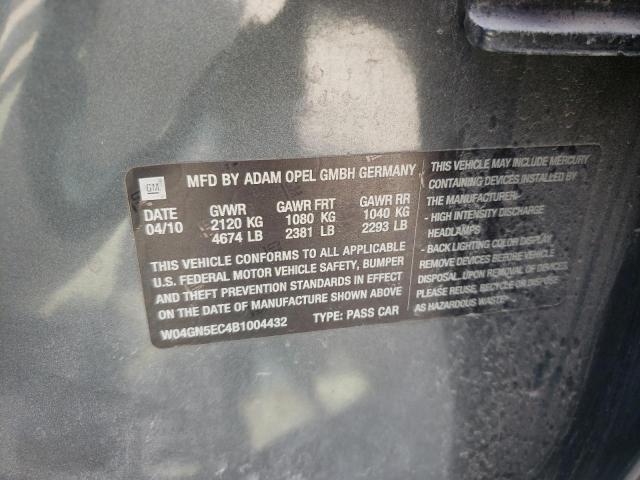 GM
MFD BY ADAM OPEL GMBH GERMANY
DATE GVWR GAWR FRT GAWR RR
04/10 2120 KG 1080 KG 1040 KG
4674 LB 2381 LB 2293 LB
THIS VEHICLE CONFORMS TO ALL APPLICABLE
U.S. FEDERAL MOTOR VEHICLE SAFETY, BUMPER
AND THEFT PREVENTION STANDARDS IN EFFECT
ON THE DATE OF MANUFACTURE SHOWN ABOVE
W04GN5EC4B1004432 TYPE: PASS CAR
THIS VEHICLE MAY INCLUDE MERCURY
CONTAINING DEVICES INSTALLED BY
THE MANUFACTURER:
- HIGH INTENSITY DISCHARGE
HEADLAMPS
- BACK LIGHTING COLOR DISPLAY
REMOVE DEVICES BEFORE VEHICLE
DISPOSAL. UPON REMOVAL OF DEVICES,
PLEASE REUSE, RECYCLE OR DISPOSE
AS HAZARDOUS WASTE.